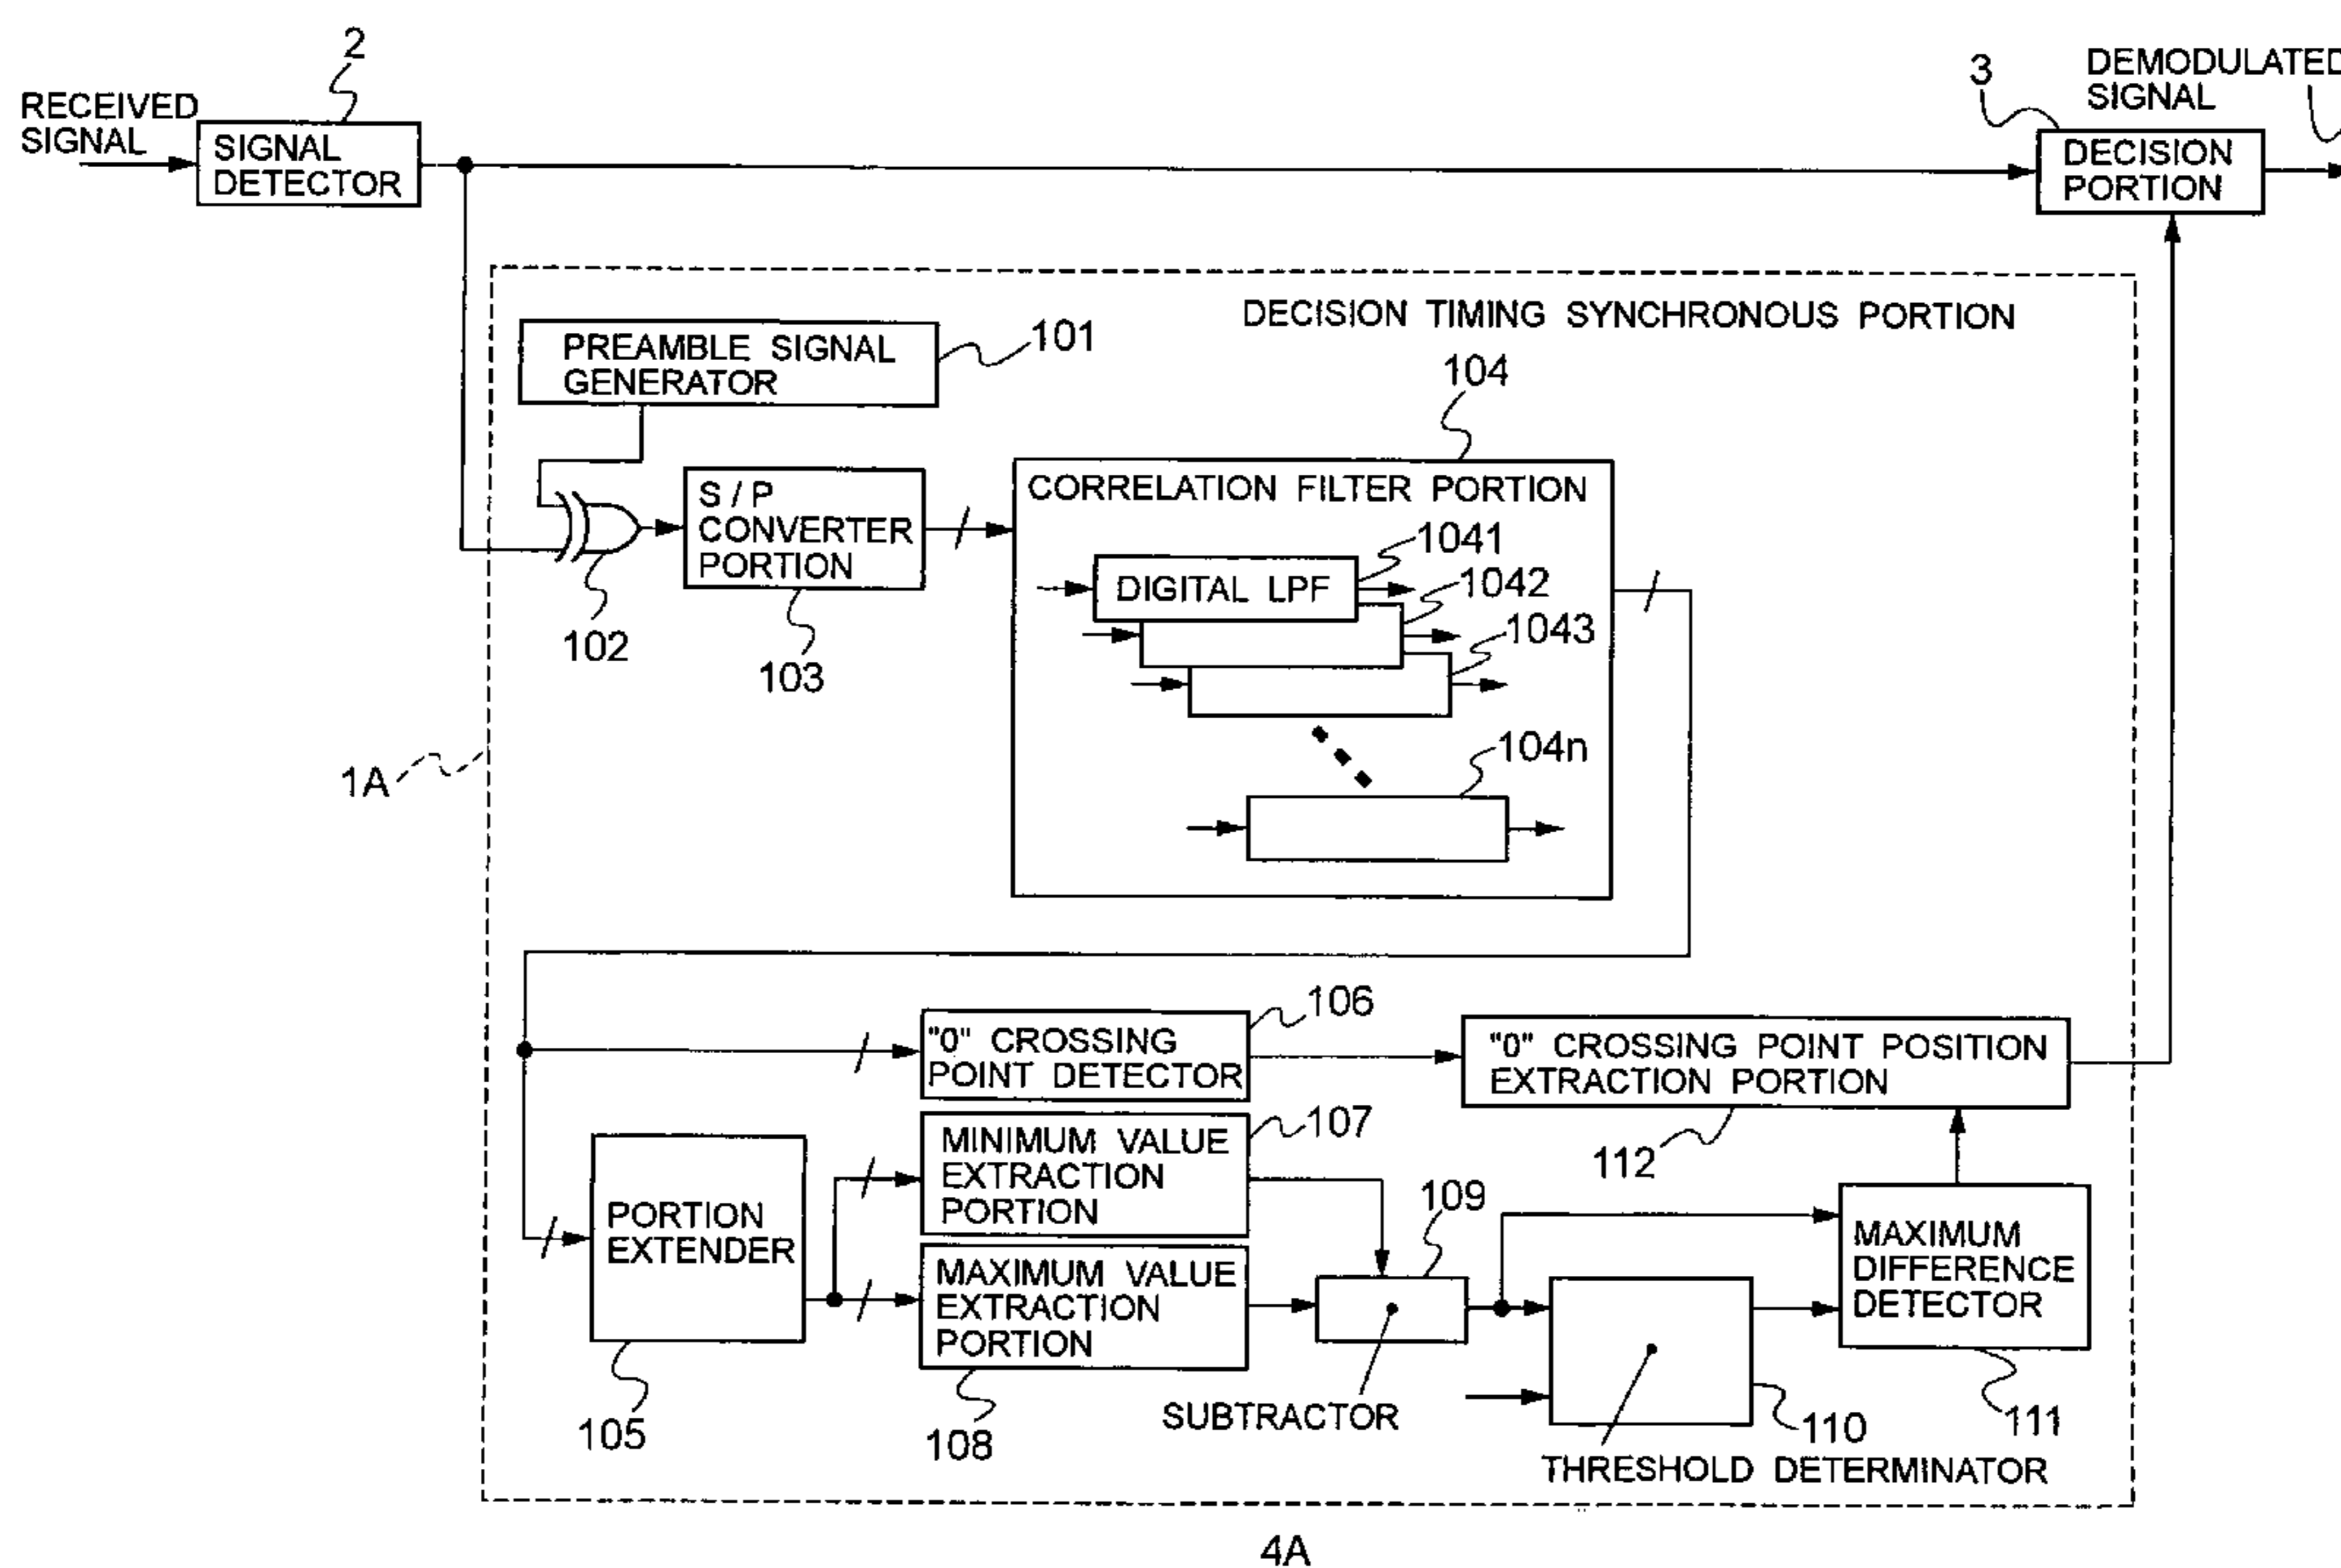 2
3
DEMODULATED
SIGNAL
RECEIVED
SIGNAL
SIGNAL
DETECTOR
DECISION
PORTION
DECISION TIMING SYNCHRONOUS PORTION
PREAMBLE SIGNAL
GENERATOR
101
104
S / P
CONVERTER
PORTION
CORRELATION FILTER PORTION
1041
DIGITAL LPF
1042
1043
102
103
104n
1A
106
"0" CROSSING
POINT DETECTOR
"0" CROSSING POINT POSITION
EXTRACTION PORTION
107
MINIMUM VALUE
EXTRACTION
PORTION
112
109
PORTION
EXTENDER
MAXIMUM VALUE
EXTRACTION
PORTION
MAXIMUM
DIFFERENCE
DETECTOR
105
108
SUBTRACTOR
110
111
THRESHOLD DETERMINATOR
4A